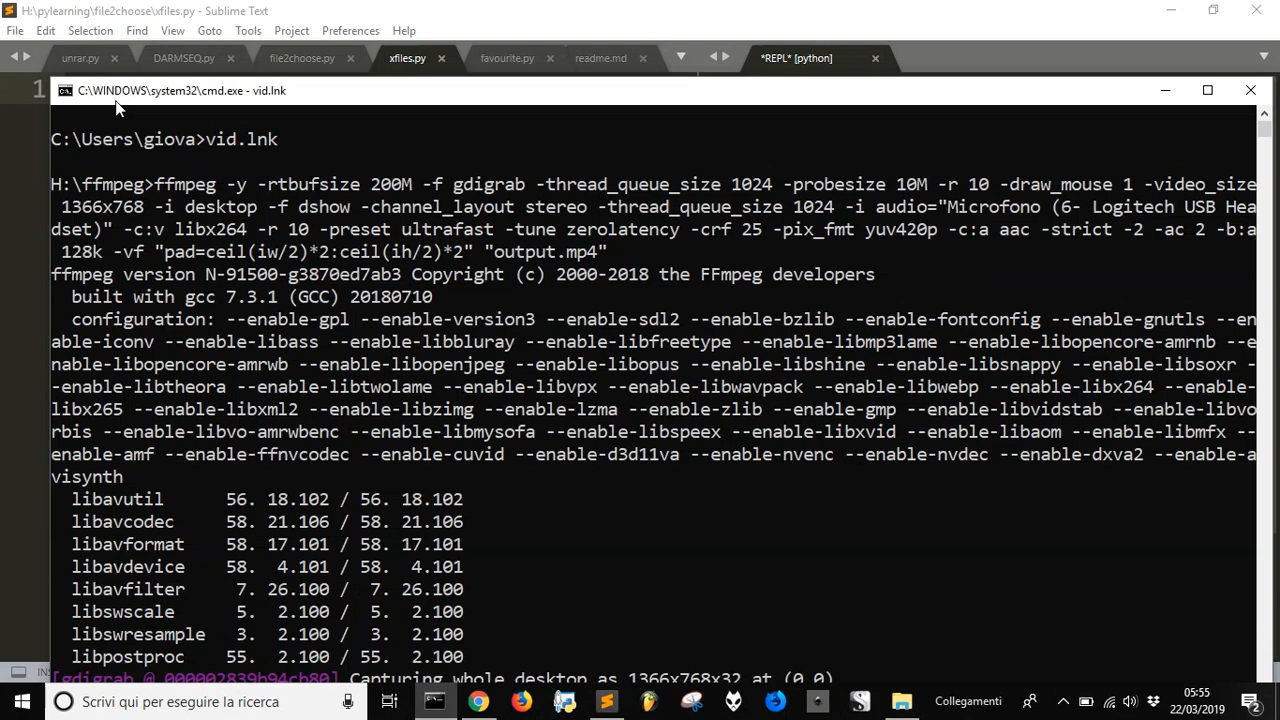 H:\pylearning\file2choose\xfiles.py - Sublime Text
File Edit Selection Find View Goto Tools Project Preferences Help
unrar.py DARMSEQ.py file2choose.py xfiles.py favourite.py readme.md *REPL* [python]
1
C:\WINDOWS\system32\cmd.exe - vid.lnk
C:\Users\giova>vid.lnk
H:\ffmpeg>ffmpeg -y -rtbufsize 200M -f gdigrab -thread_queue_size 1024 -probesize 10M -r 10 -draw_mouse 1 -video_size
1366x768 -i desktop -f dshow -channel_layout stereo -thread_queue_size 1024 -i audio="Microfono (6- Logitech USB Hea
dset)" -c:v libx264 -r 10 -preset ultrafast -tune zerolatency -crf 25 -pix_fmt yuv420p -c:a aac -strict -2 -ac 2 -b:a
128k -vf "pad=ceil(iw/2)*2:ceil(ih/2)*2" "output.mp4"
ffmpeg version N-91500-g3870ed7ab3 Copyright (c) 2000-2018 the FFmpeg developers
built with gcc 7.3.1 (GCC) 20180710
configuration: --enable-gpl --enable-version3 --enable-sdl2 --enable-bzlib --enable-fontconfig --enable-gnutls --en
able-iconv --enable-libass --enable-libbluray --enable-libfreetype --enable-libmp3lame --enable-libopencore-amrnb --e
nable-libopencore-amrwb --enable-libopenjpeg --enable-libopus --enable-libshine --enable-libsnappy --enable-libsoxr -
-enable-libtheora --enable-libtwolame --enable-libvpx --enable-libwavpack --enable-libwebp --enable-libx264 --enable-
libx265 --enable-libxml2 --enable-libzimg --enable-lzma --enable-zlib --enable-gmp --enable-libvidstab --enable-libvo
rbis --enable-libvo-amrwbenc --enable-libmysofa --enable-libspeex --enable-libxvid --enable-libaom --enable-libmfx --
enable-amf --enable-ffnvcodec --enable-cuvid --enable-d3d11va --enable-nvenc --enable-nvdec --enable-dxva2 --enable-a
visynth
libavutil 56. 18.102 / 56. 18.102
libavcodec 58. 21.106 / 58. 21.106
libavformat 58. 17.101 / 58. 17.101
libavdevice 58. 4.101 / 58. 4.101
libavfilter 7. 26.100 / 7. 26.100
libswscale 5. 2.100 / 5. 2.100
libswresample 3. 2.100 / 3. 2.100
libpostproc 55. 2.100 / 55. 2.100
[gdigrab @ 000002839b94cb80] Capturing whole desktop as 1366x768x32 at (0,0)
Scrivi qui per eseguire la ricerca
Collegamenti
05:55
22/03/2019
2